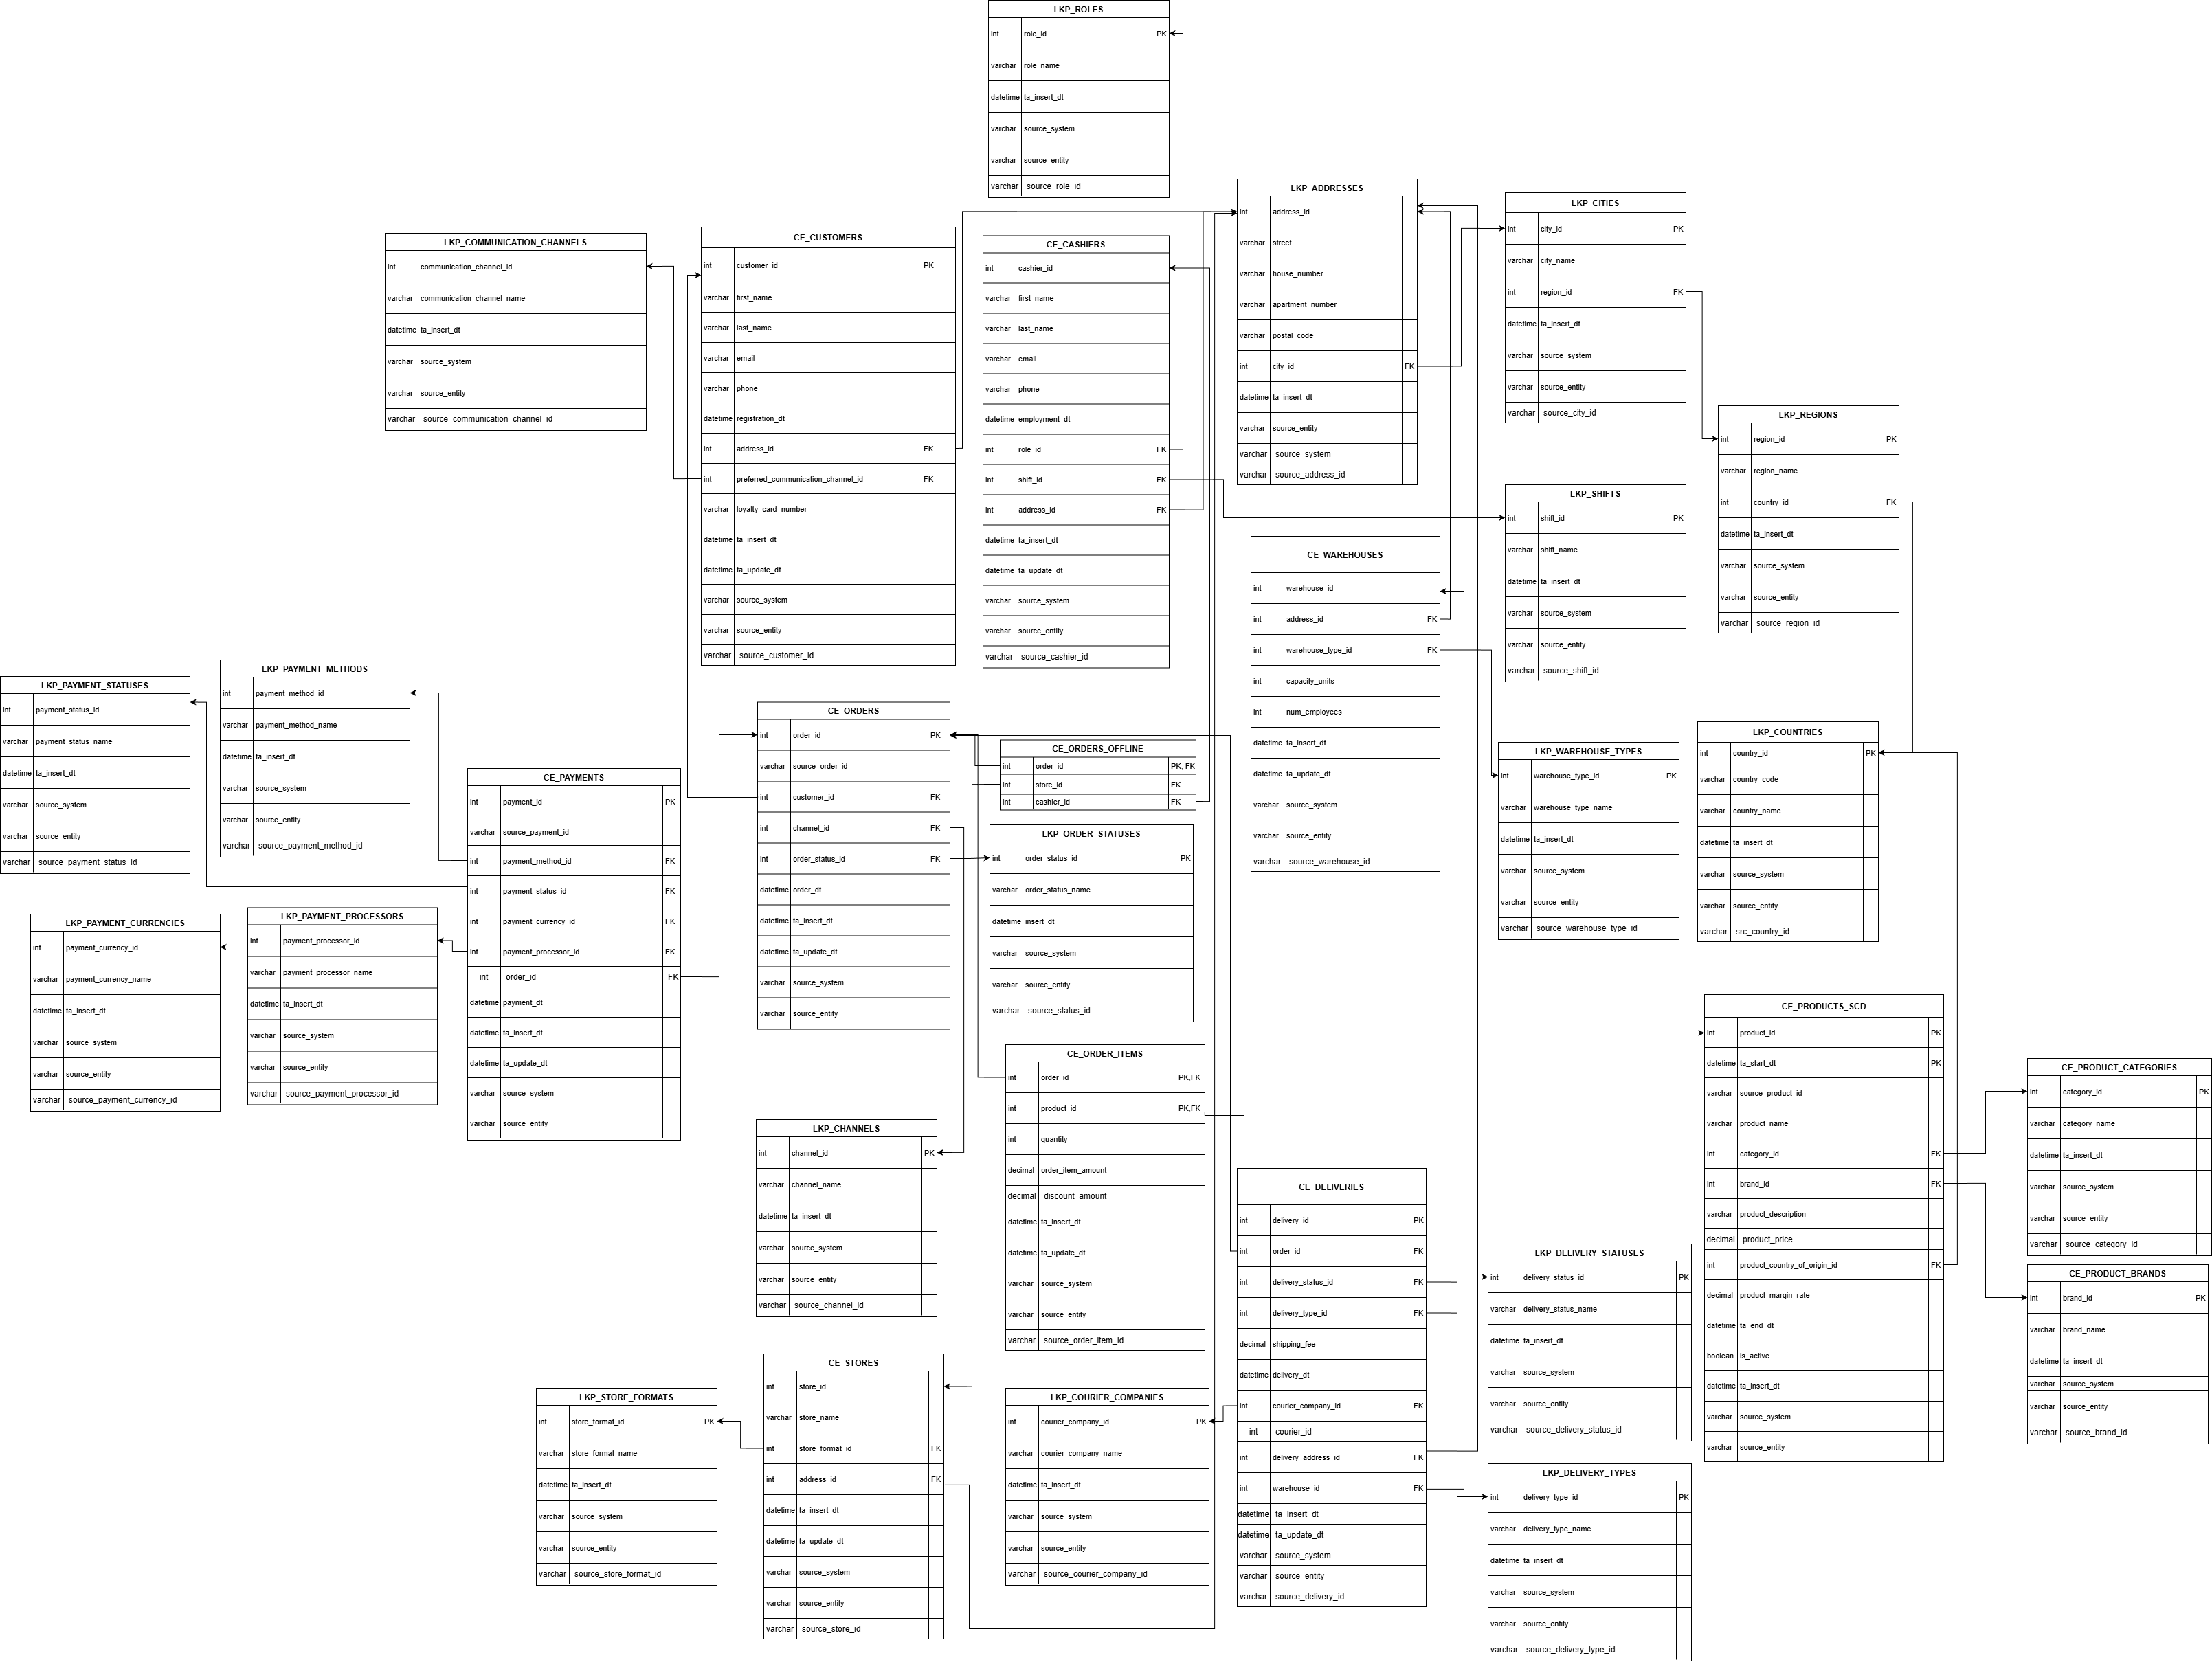 LKP_ROLES
int role_id PK
varchar role_name
datetime ta_insert_dt
varchar source_system
varchar source_entity
varchar source_role_id
LKP_COMMUNICATION_CHANNELS
int communication_channel_id
varchar communication_channel_name
datetime ta_insert_dt
varchar source_system
varchar source_entity
varchar source_communication_channel_id
CE_CUSTOMERS
int customer_id PK
varchar first_name
varchar last_name
varchar email
varchar phone
datetime registration_dt
int address_id FK
int preferred_communication_channel_id FK
varchar loyalty_card_number
datetime ta_insert_dt
datetime ta_update_dt
varchar source_system
varchar source_entity
varchar source_customer_id
CE_CASHIERS
int cashier_id
varchar first_name
varchar last_name
varchar email
varchar phone
datetime employment_dt
int role_id FK
int shift_id FK
int address_id FK
datetime ta_insert_dt
datetime ta_update_dt
varchar source_system
varchar source_entity
varchar source_cashier_id
LKP_ADDRESSES
int address_id
varchar street
varchar house_number
varchar apartment_number
varchar postal_code
int city_id FK
datetime ta_insert_dt
varchar source_entity
varchar source_system
varchar source_address_id
LKP_CITIES
int city_id PK
varchar city_name
int region_id FK
datetime ta_insert_dt
varchar source_system
varchar source_entity
varchar source_city_id
LKP_REGIONS
int region_id PK
varchar region_name
int country_id FK
datetime ta_insert_dt
varchar source_system
varchar source_entity
varchar source_region_id
LKP_SHIFTS
int shift_id PK
varchar shift_name
datetime ta_insert_dt
varchar source_system
varchar source_entity
varchar source_shift_id
CE_WAREHOUSES
int warehouse_id
int address_id FK
int warehouse_type_id FK
int capacity_units
int num_employees
datetime ta_insert_dt
datetime ta_update_dt
varchar source_system
varchar source_entity
varchar source_warehouse_id
LKP_PAYMENT_STATUSES
int payment_status_id
varchar payment_status_name
datetime ta_insert_dt
varchar source_system
varchar source_entity
varchar source_payment_status_id
LKP_PAYMENT_METHODS
int payment_method_id
varchar payment_method_name
datetime ta_insert_dt
varchar source_system
varchar source_entity
varchar source_payment_method_id
CE_PAYMENTS
int payment_id PK
varchar source_payment_id
int payment_method_id FK
int payment_status_id FK
int payment_currency_id FK
int payment_processor_id FK
int order_id FK
datetime payment_dt
datetime ta_insert_dt
datetime ta_update_dt
varchar source_system
varchar source_entity
CE_ORDERS
int order_id PK
varchar source_order_id
int customer_id FK
int channel_id FK
int order_status_id FK
datetime order_dt
datetime ta_insert_dt
datetime ta_update_dt
varchar source_system
varchar source_entity
CE_ORDERS_OFFLINE
int order_id PK, FK
int store_id FK
int cashier_id FK
LKP_ORDER_STATUSES
int order_status_id PK
varchar order_status_name
datetime insert_dt
varchar source_system
varchar source_entity
varchar source_status_id
LKP_WAREHOUSE_TYPES
int warehouse_type_id PK
varchar warehouse_type_name
datetime ta_insert_dt
varchar source_system
varchar source_entity
varchar source_warehouse_type_id
LKP_COUNTRIES
int country_id PK
varchar country_code
varchar country_name
datetime ta_insert_dt
varchar source_system
varchar source_entity
varchar src_country_id
LKP_PAYMENT_CURRENCIES
int payment_currency_id
varchar payment_currency_name
datetime ta_insert_dt
varchar source_system
varchar source_entity
varchar source_payment_currency_id
LKP_PAYMENT_PROCESSORS
int payment_processor_id
varchar payment_processor_name
datetime ta_insert_dt
varchar source_system
varchar source_entity
varchar source_payment_processor_id
CE_ORDER_ITEMS
int order_id PK,FK
int product_id PK,FK
int quantity
decimal order_item_amount
decimal discount_amount
datetime ta_insert_dt
datetime ta_update_dt
varchar source_system
varchar source_entity
varchar source_order_item_id
CE_PRODUCTS_SCD
int product_id PK
datetime ta_start_dt PK
varchar source_product_id
varchar product_name
int category_id FK
int brand_id FK
varchar product_description
decimal product_price
int product_country_of_origin_id FK
decimal product_margin_rate
datetime ta_end_dt
boolean is_active
datetime ta_insert_dt
varchar source_system
varchar source_entity
CE_PRODUCT_CATEGORIES
int category_id PK
varchar category_name
datetime ta_insert_dt
varchar source_system
varchar source_entity
varchar source_category_id
CE_PRODUCT_BRANDS
int brand_id PK
varchar brand_name
datetime ta_insert_dt
varchar source_system
varchar source_entity
varchar source_brand_id
LKP_CHANNELS
int channel_id PK
varchar channel_name
datetime ta_insert_dt
varchar source_system
varchar source_entity
varchar source_channel_id
CE_DELIVERIES
int delivery_id PK
int order_id FK
int delivery_status_id FK
int delivery_type_id FK
decimal shipping_fee
datetime delivery_dt
int courier_company_id FK
int courier_id
int delivery_address_id FK
int warehouse_id FK
datetime ta_insert_dt
datetime ta_update_dt
varchar source_system
varchar source_entity
varchar source_delivery_id
LKP_DELIVERY_STATUSES
int delivery_status_id PK
varchar delivery_status_name
datetime ta_insert_dt
varchar source_system
varchar source_entity
varchar source_delivery_status_id
LKP_STORE_FORMATS
int store_format_id PK
varchar store_format_name
datetime ta_insert_dt
varchar source_system
varchar source_entity
varchar source_store_format_id
CE_STORES
int store_id
varchar store_name
int store_format_id FK
int address_id FK
datetime ta_insert_dt
datetime ta_update_dt
varchar source_system
varchar source_entity
varchar source_store_id
LKP_COURIER_COMPANIES
int courier_company_id PK
varchar courier_company_name
datetime ta_insert_dt
varchar source_system
varchar source_entity
varchar source_courier_company_id
LKP_DELIVERY_TYPES
int delivery_type_id PK
varchar delivery_type_name
datetime ta_insert_dt
varchar source_system
varchar source_entity
varchar source_delivery_type_id